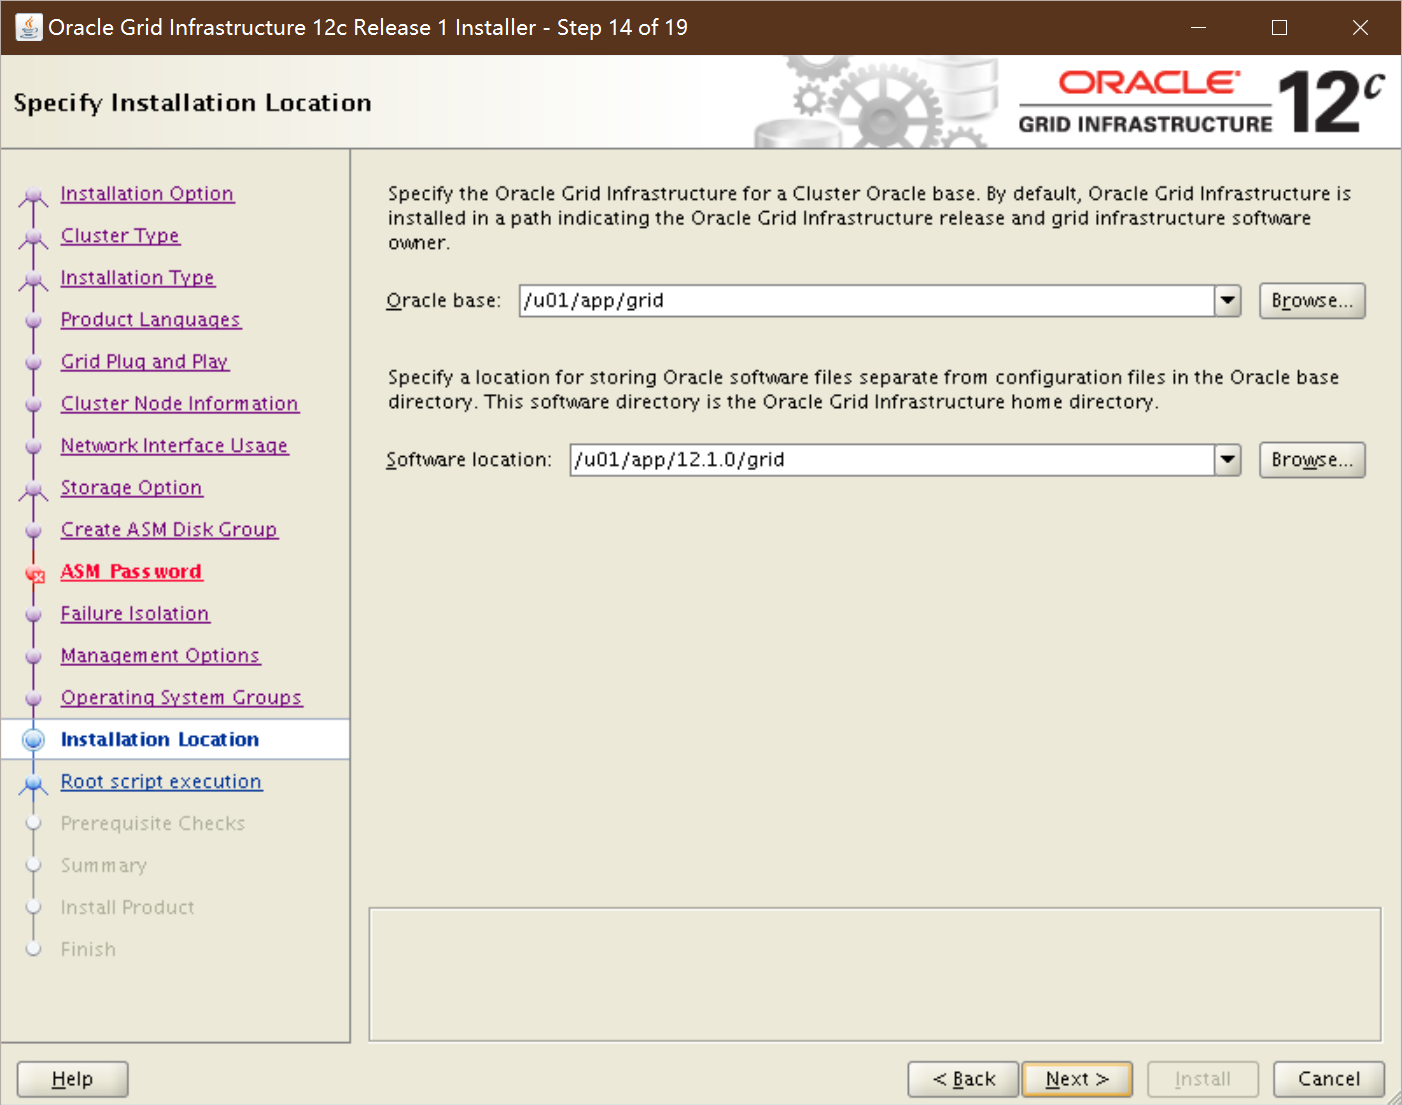 Oracle Grid Infrastructure 12c Release 1 Installer - Step 14 of 19
Specify Installation Location
ORACLE
GRID INFRASTRUCTURE
12c
Installation Option
Cluster Type
Installation Type
Product Languages
Grid Plug and Play
Cluster Node Information
Network Interface Usage
Storage Option
Create ASM Disk Group
ASM Password
Failure Isolation
Management Options
Operating System Groups
Installation Location
Root script execution
Prerequisite Checks
Summary
Install Product
Finish
Specify the Oracle Grid Infrastructure for a Cluster Oracle base. By default, Oracle Grid Infrastructure is
installed in a path indicating the Oracle Grid Infrastructure release and grid infrastructure software
owner.
Oracle base: /u01/app/grid Browse...
Specify a location for storing Oracle software files separate from configuration files in the Oracle base
directory. This software directory is the Oracle Grid Infrastructure home directory.
Software location: /u01/app/12.1.0/grid Browse...
Help < Back Next > Install Cancel